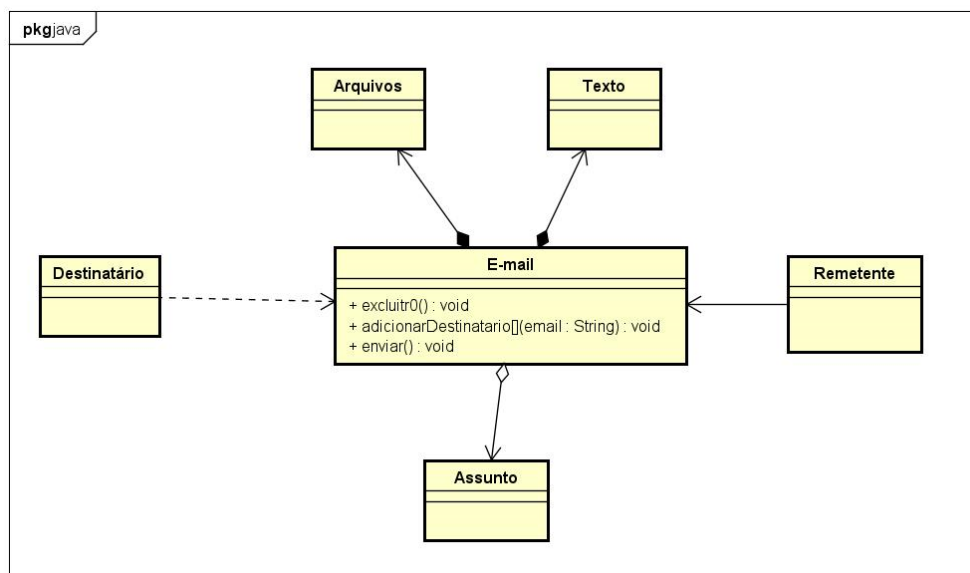 pkgjava
Arquivos
Texto
Destinatário
E-mail
+ excluitr0() : void
+ adicionarDestinatario[](email : String) : void
+ enviar() : void
Remetente
Assunto